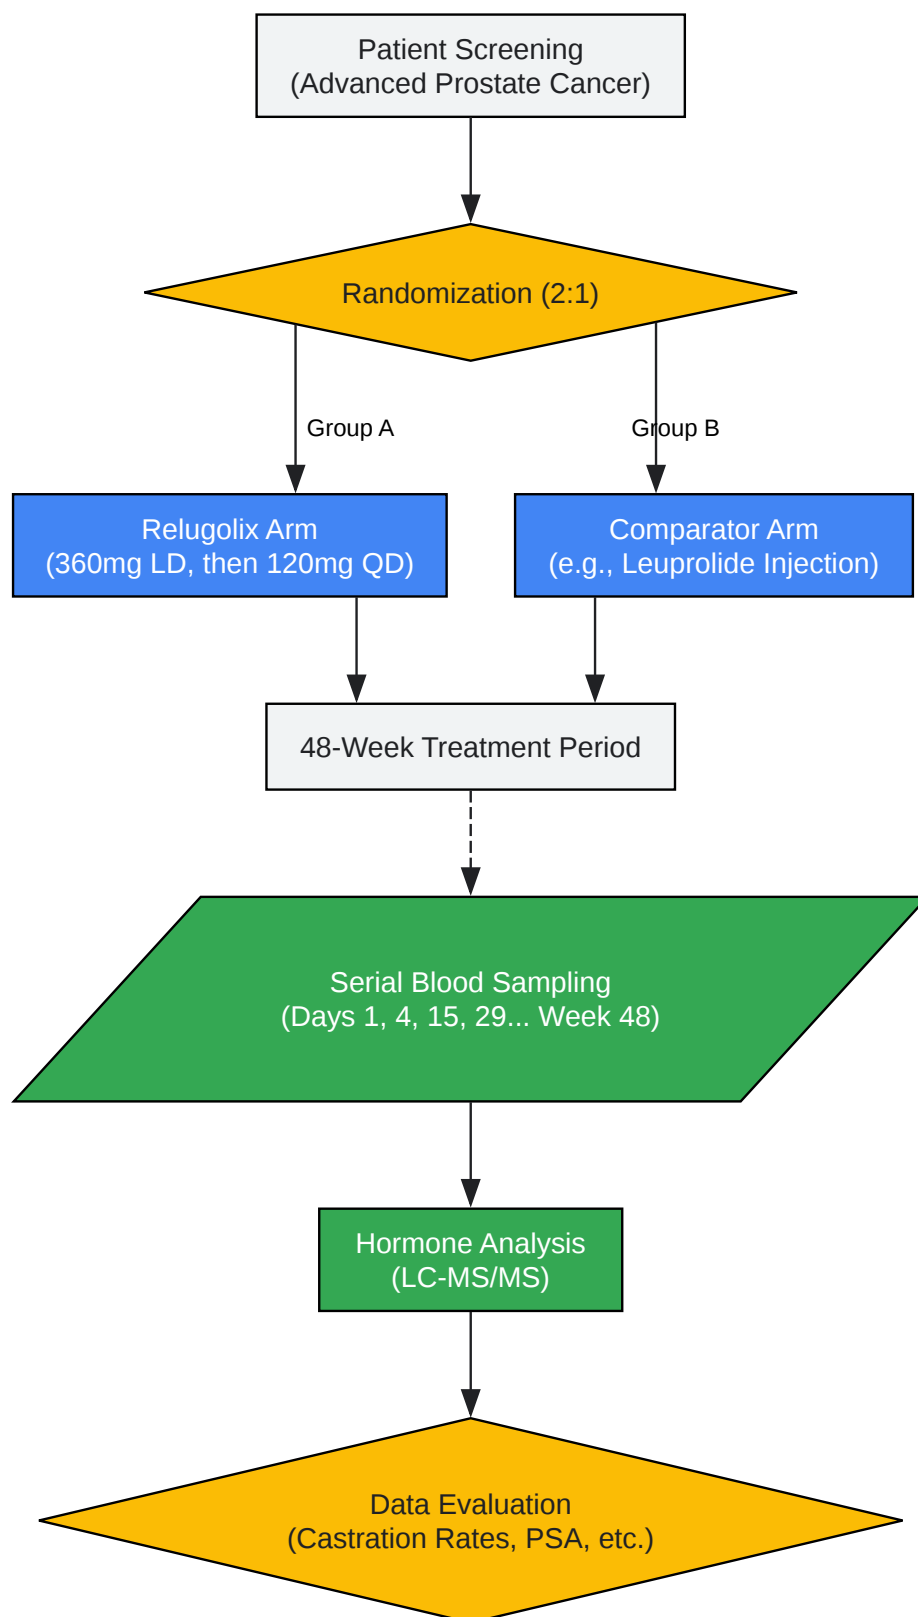 Patient Screening
(Advanced Prostate Cancer)
Randomization (2:1)
Group A
Group B
Relugolix Arm
(360mg LD, then 120mg QD)
Comparator Arm
(e.g., Leuprolide Injection)
48-Week Treatment Period
Serial Blood Sampling
(Days 1, 4, 15, 29... Week 48)
Hormone Analysis
(LC-MS/MS)
Data Evaluation
(Castration Rates, PSA, etc.)